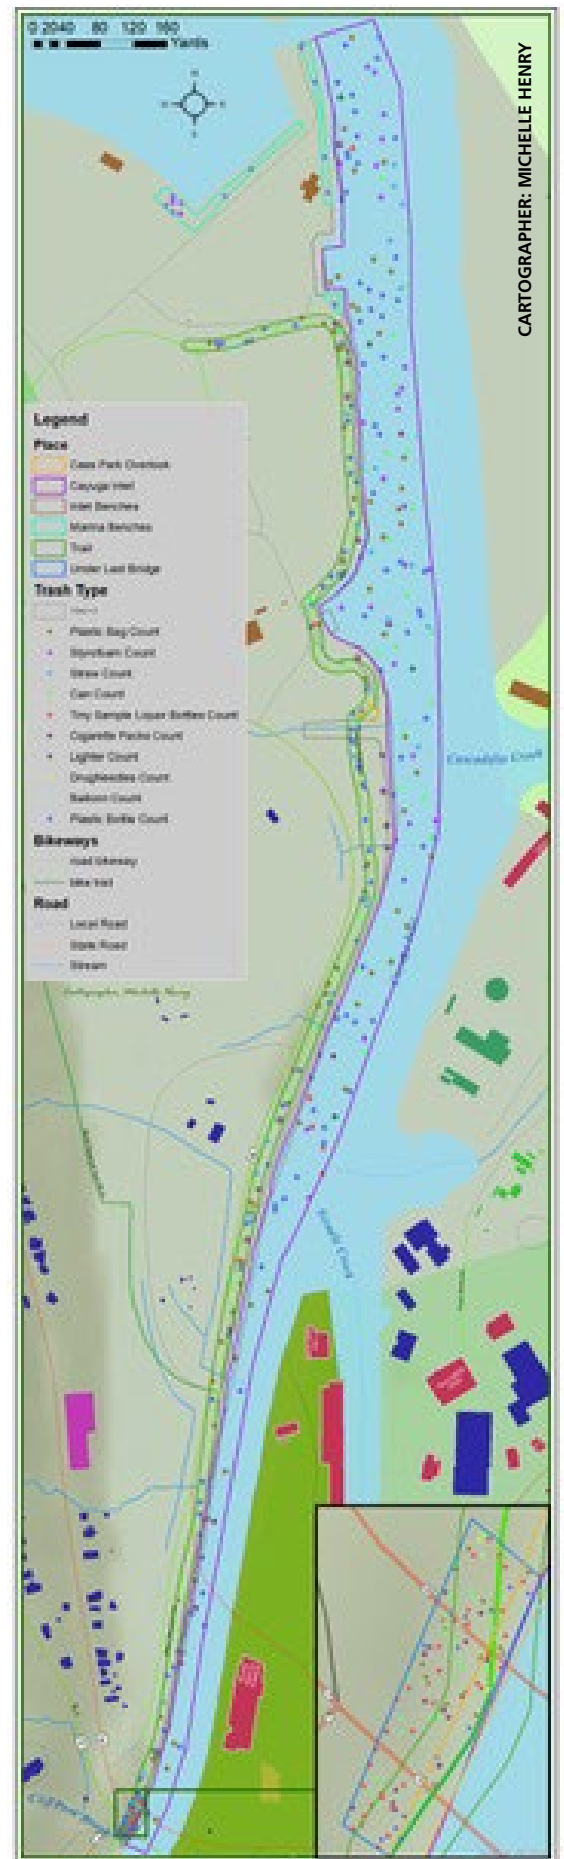 0 20 40 80 120 160
Yards
CARTOGRAPHER: MICHELLE HENRY
Legend
Place
Cass Park Overlook
Cayuga Inlet
Inlet Benches
Marina Benches
Trail
Under Last Bridge
Trash Type
Plastic Bag Count
Styrofoam Count
Straw Count
Can Count
Tiny Sample Liquor Bottles Count
Cigarette Packs Count
Lighter Count
Drug Needles Count
Balloon Count
Plastic Bottle Count
Bikeways
road bikeway
bike trail
Road
Local Road
State Road
Stream
Cartographer, Michelle Henry
Cascadilla Creek